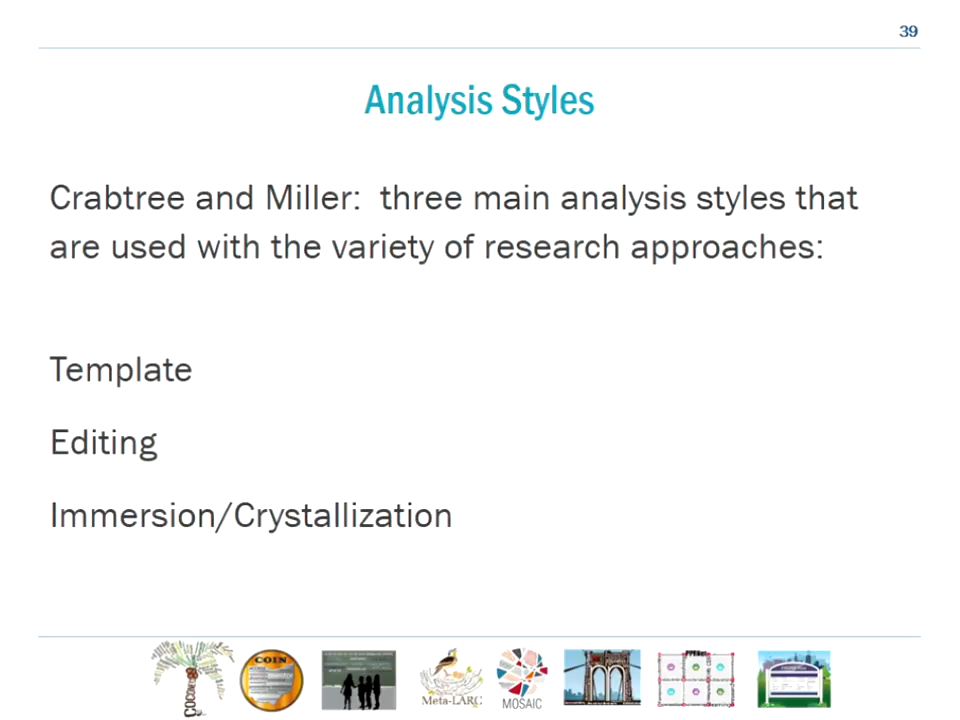 39
Analysis Styles
Crabtree and Miller:  three main analysis styles that
are used with the variety of research approaches:
Template
Editing
Immersion/Crystallization
COIN
Meta-LARC
MOSAIC
PPRNet